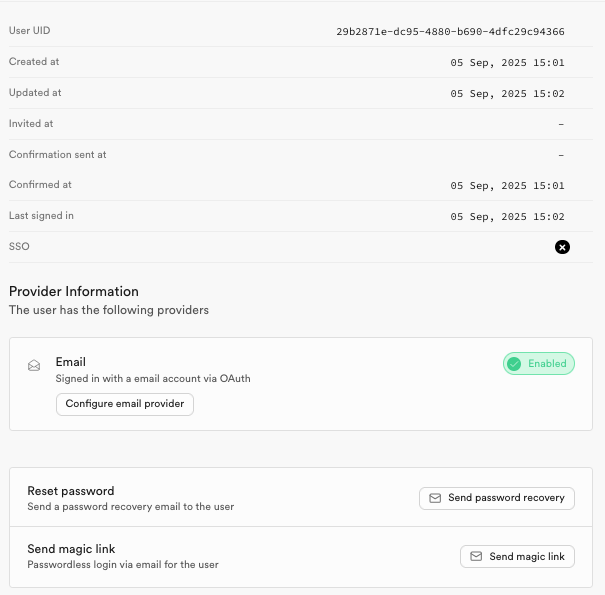 User UID 29b2871e-dc95-4880-b690-4dfc29c94366
Created at 05 Sep, 2025 15:01
Updated at 05 Sep, 2025 15:02
Invited at –
Confirmation sent at –
Confirmed at 05 Sep, 2025 15:01
Last signed in 05 Sep, 2025 15:02
SSO
Provider Information
The user has the following providers
Email Enabled
Signed in with a email account via OAuth
Configure email provider
Reset password
Send a password recovery email to the user
Send password recovery
Send magic link
Passwordless login via email for the user
Send magic link